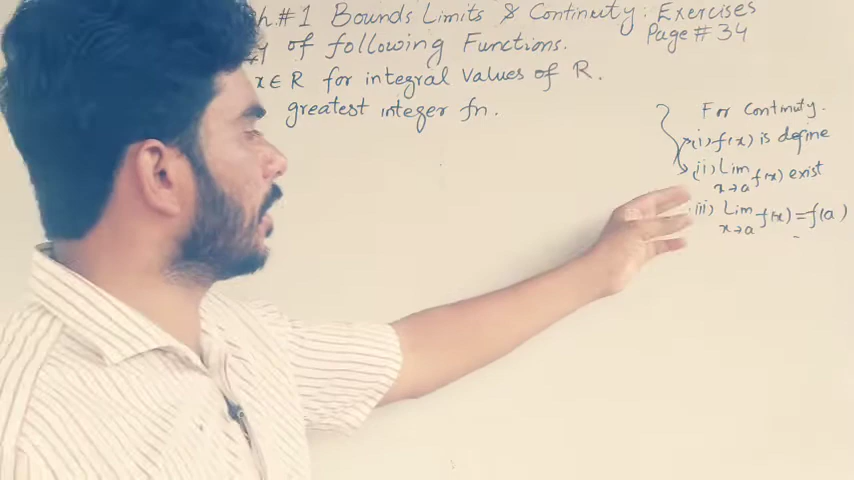 h.#1 Bounds Limits & Continuity: Exercises
Page # 34
of following Functions.
x ∈ R for integral values of R.
greatest integer fn.
For Continuty.
(i) f(x) is define
(ii) Lim x→a f(x) exist
(iii) Lim x→a f(x) = f(a)